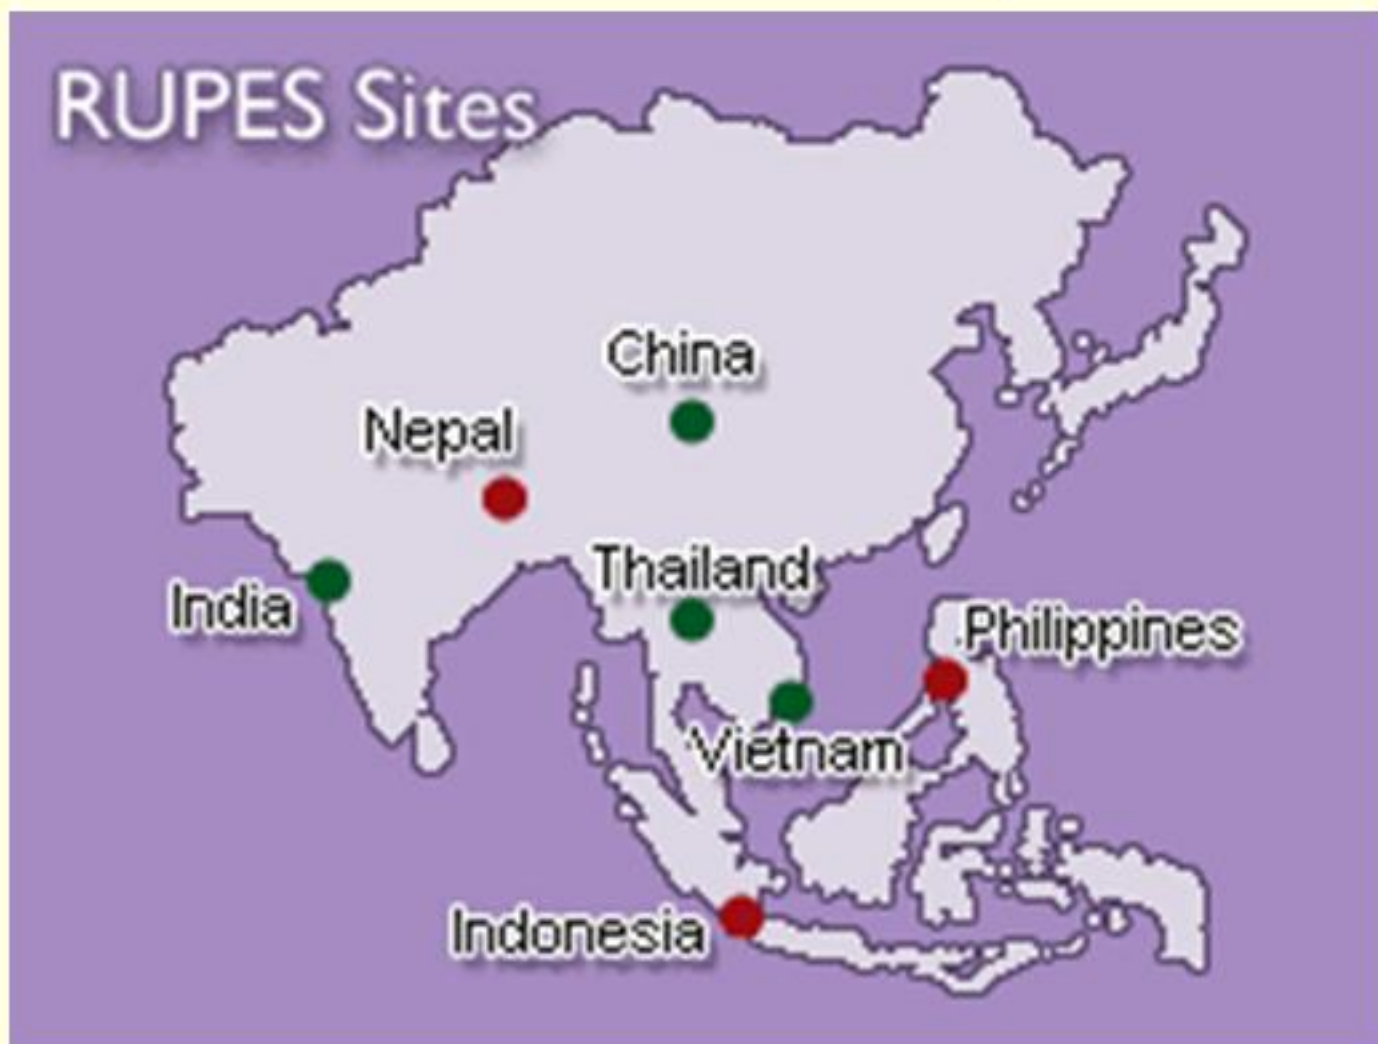 RUPES Sites
China
Nepal
Thailand
India
Philippines
Vietnam
Indonesia